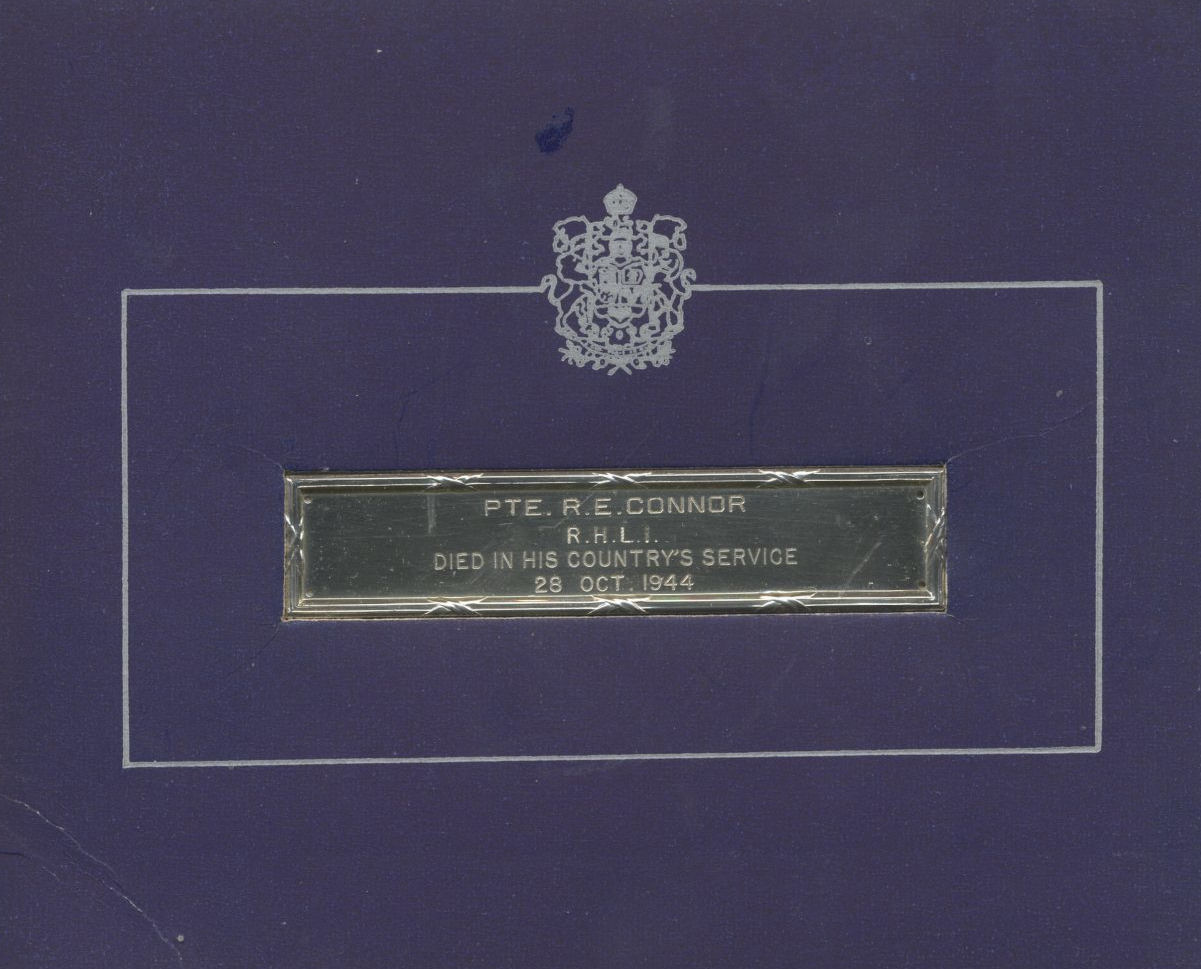 PTE. R.E. CONNOR
R.H.L.I.
DIED IN HIS COUNTRY'S SERVICE
28 OCT. 1944